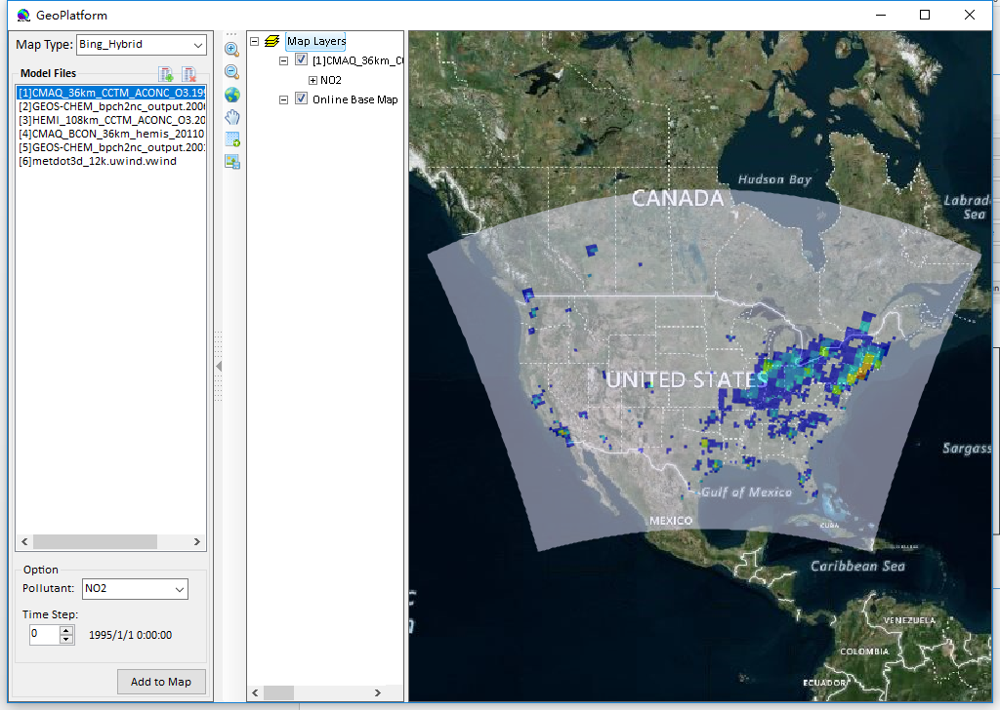 GeoPlatform
Map Type: Bing_Hybrid
Model Files
[1]CMAQ_36km_CCTM_ACONC_O3.199
[2]GEOS-CHEM_bpch2nc_output.200
[3]HEMI_108km_CCTM_ACONC_O3.20
[4]CMAQ_BCON_36km_hemis_20110
[5]GEOS-CHEM_bpch2nc_output.200
[6]metdot3d_12k.uwind.vwind
Option
Pollutant: NO2
Time Step:
0 1995/1/1 0:00:00
Add to Map
Map Layers
[1]CMAQ_36km_C
NO2
Online Base Map
Hudson Bay
CANADA
Labrad
Sea
UNITED STATES
Sargass
Gulf of Mexico
MEXICO
CUBA
Caribbean Sea
VENEZUELA
COLOMBIA
ECUADOR